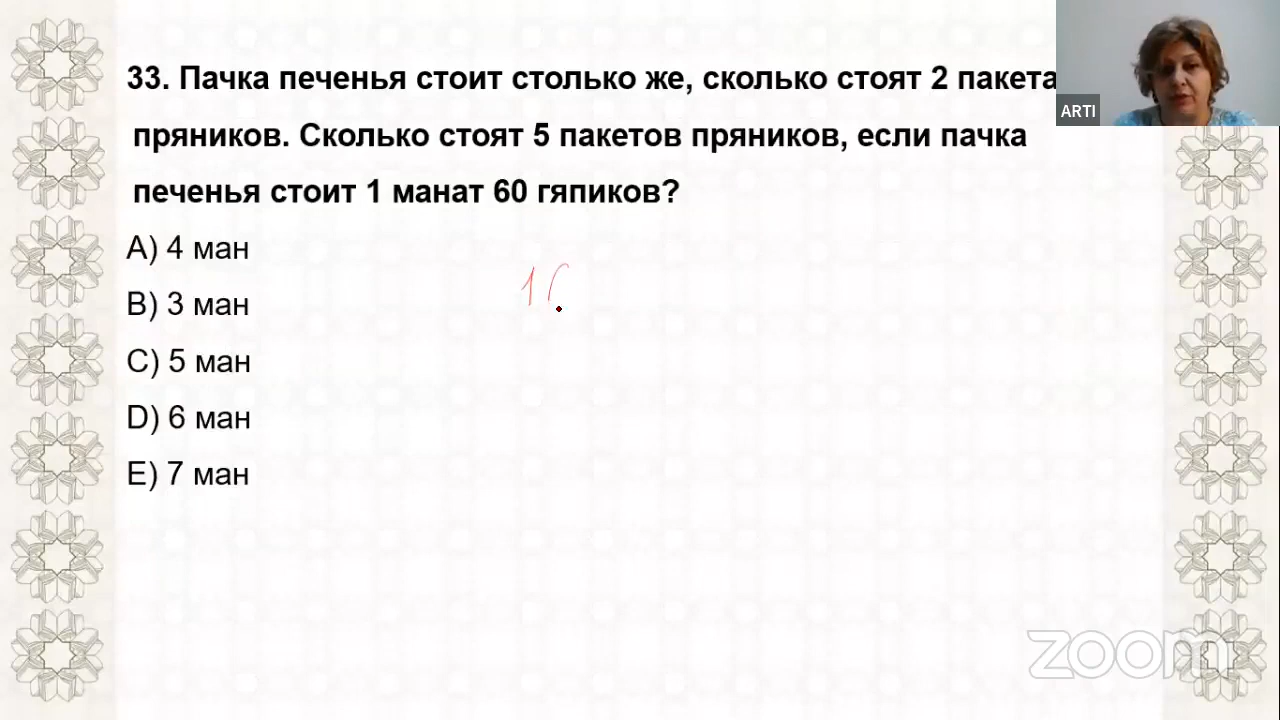 33. Пачка печенья стоит столько же, сколько стоят 2 пакета
пряников. Сколько стоят 5 пакетов пряников, если пачка
печенья стоит 1 манат 60 гяпиков?
A) 4 ман
B) 3 ман
C) 5 ман
D) 6 ман
E) 7 ман
ARTI
zoom